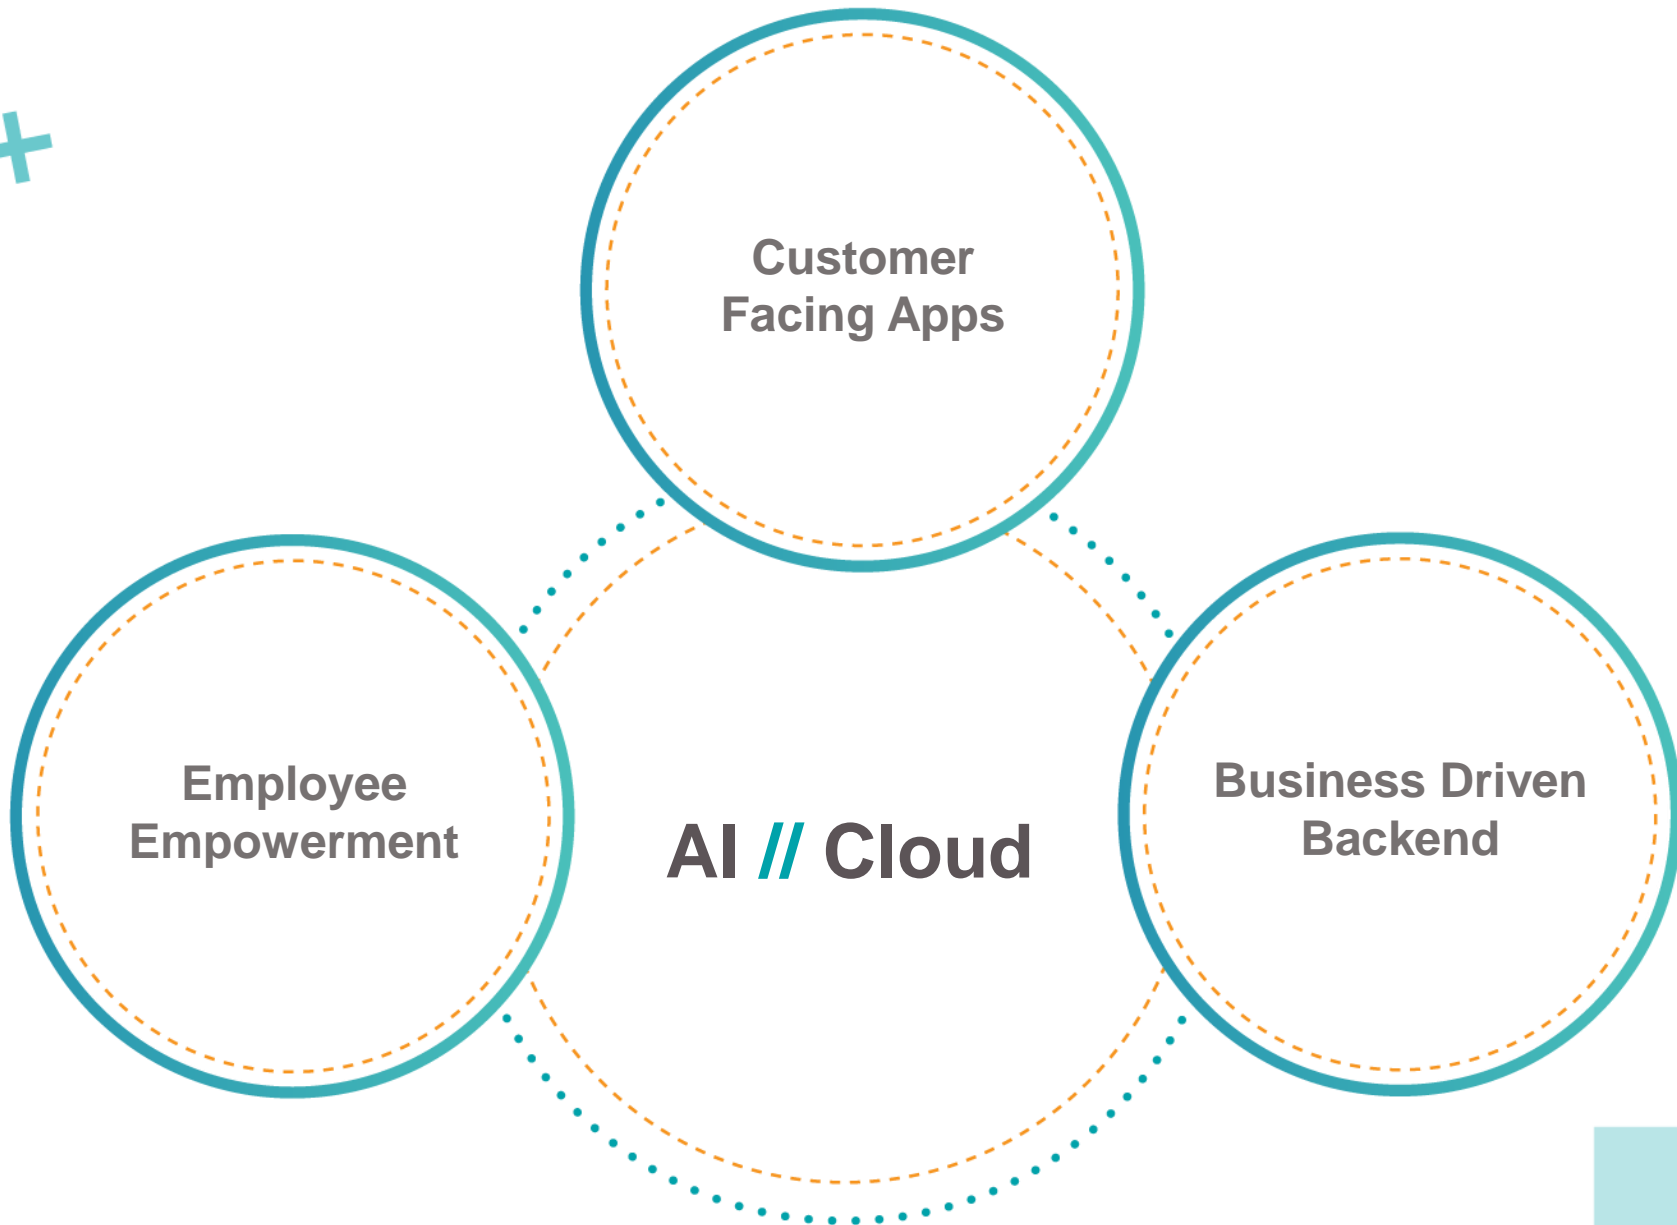 Customer
Facing Apps
Employee
Empowerment
AI // Cloud
Business Driven
Backend